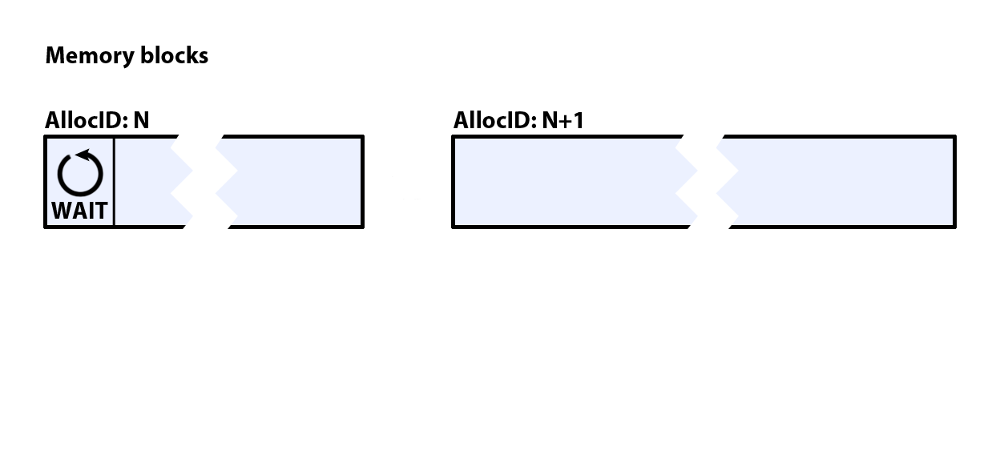 Memory blocks
AllocID: N
AllocID: N+1
WAIT